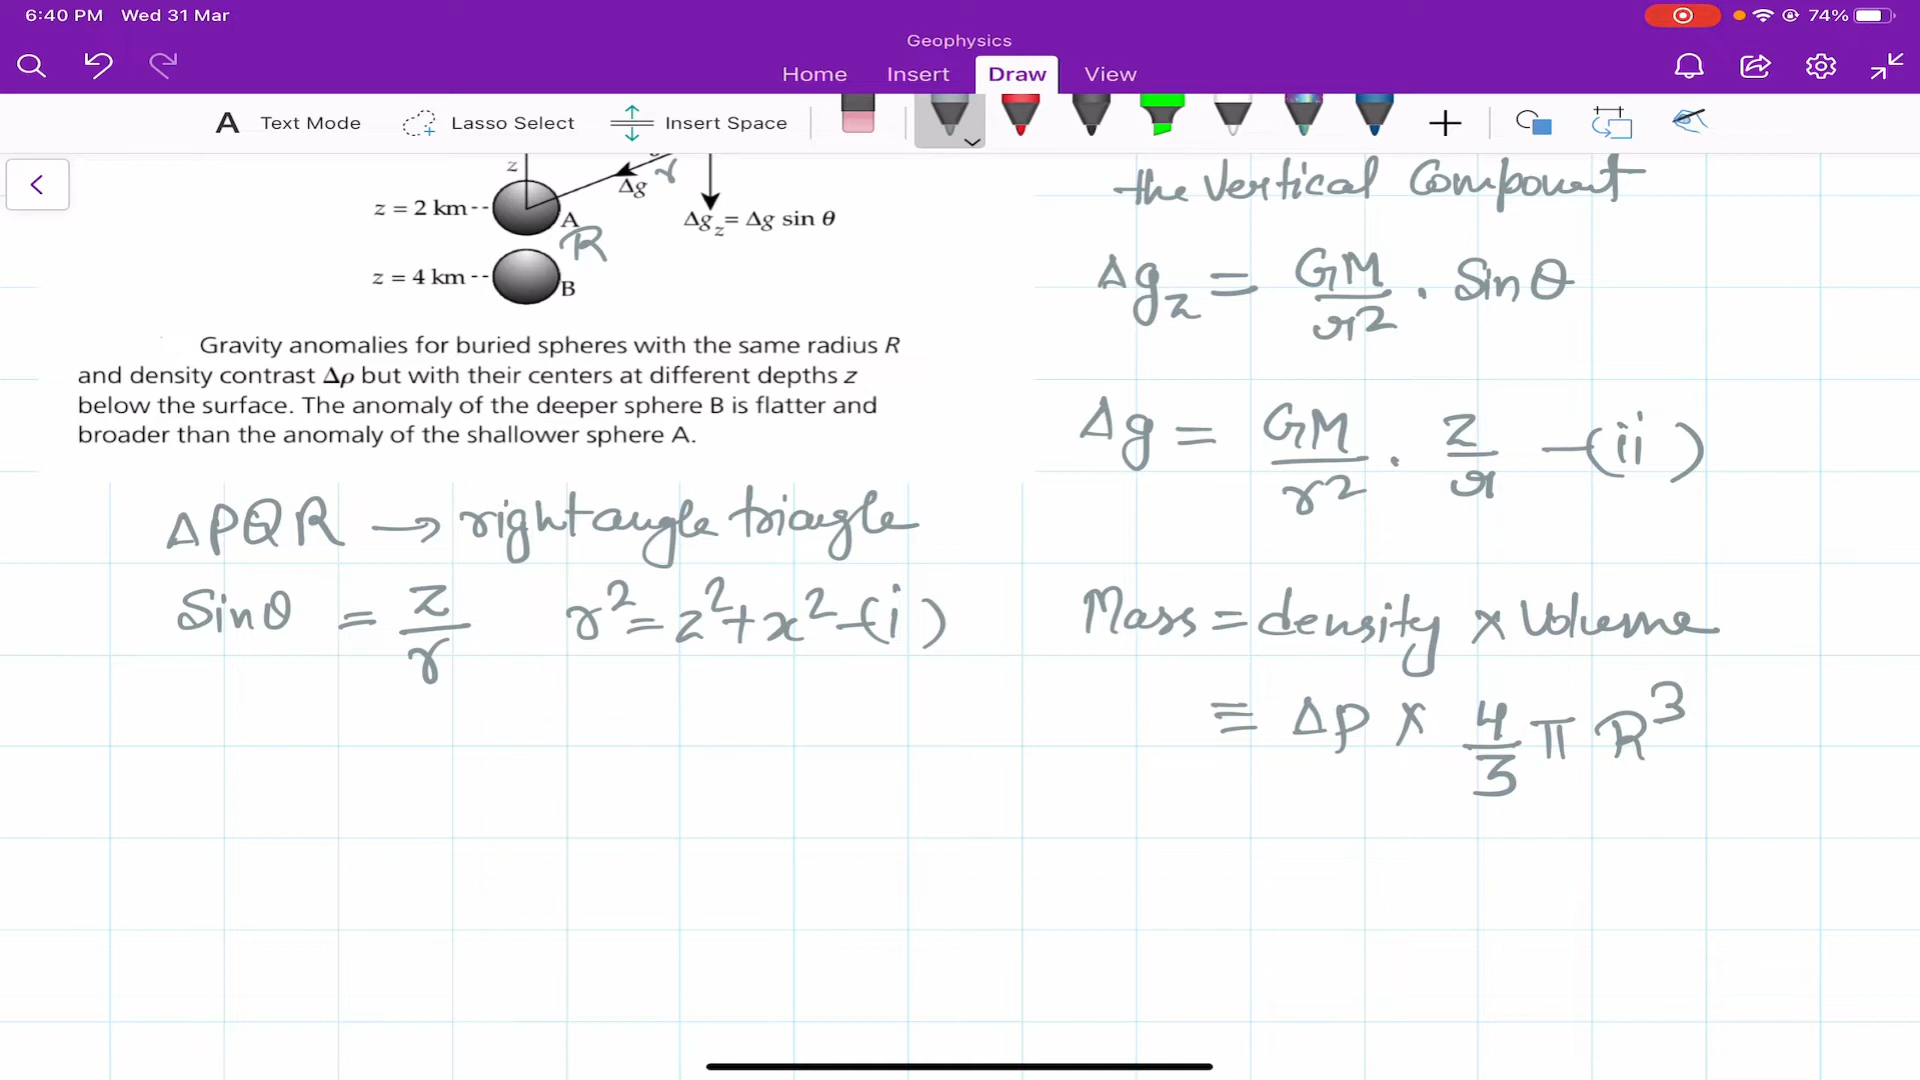 6:40 PM Wed 31 Mar
74%
Geophysics
Home Insert Draw View
A Text Mode Lasso Select Insert Space
z
Δg r
z = 2 km --
A
R
Δg_z = Δg sin θ
z = 4 km --
B
Gravity anomalies for buried spheres with the same radius R
and density contrast Δρ but with their centers at different depths z
below the surface. The anomaly of the deeper sphere B is flatter and
broader than the anomaly of the shallower sphere A.
ΔPQR → right angle triangle
Sinθ = z/r r² = z² + x² -(i)
the Vertical Component
Δg_z = GM/r² . Sin θ
Δg = GM/r² . z/r -(ii)
Mass = density × Volume
= Δρ × 4/3 π R³